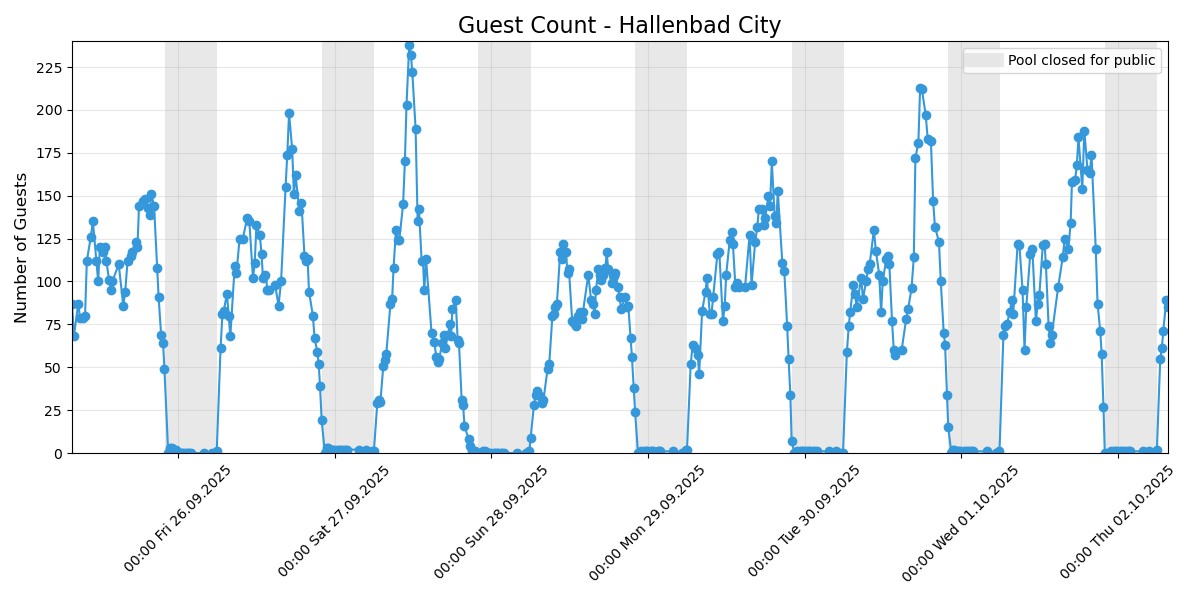 Guest Count - Hallenbad City
Pool closed for public
Number of Guests
225
200
175
150
125
100
75
50
25
0
00:00 Fri 26.09.2025
00:00 Sat 27.09.2025
00:00 Sun 28.09.2025
00:00 Mon 29.09.2025
00:00 Tue 30.09.2025
00:00 Wed 01.10.2025
00:00 Thu 02.10.2025